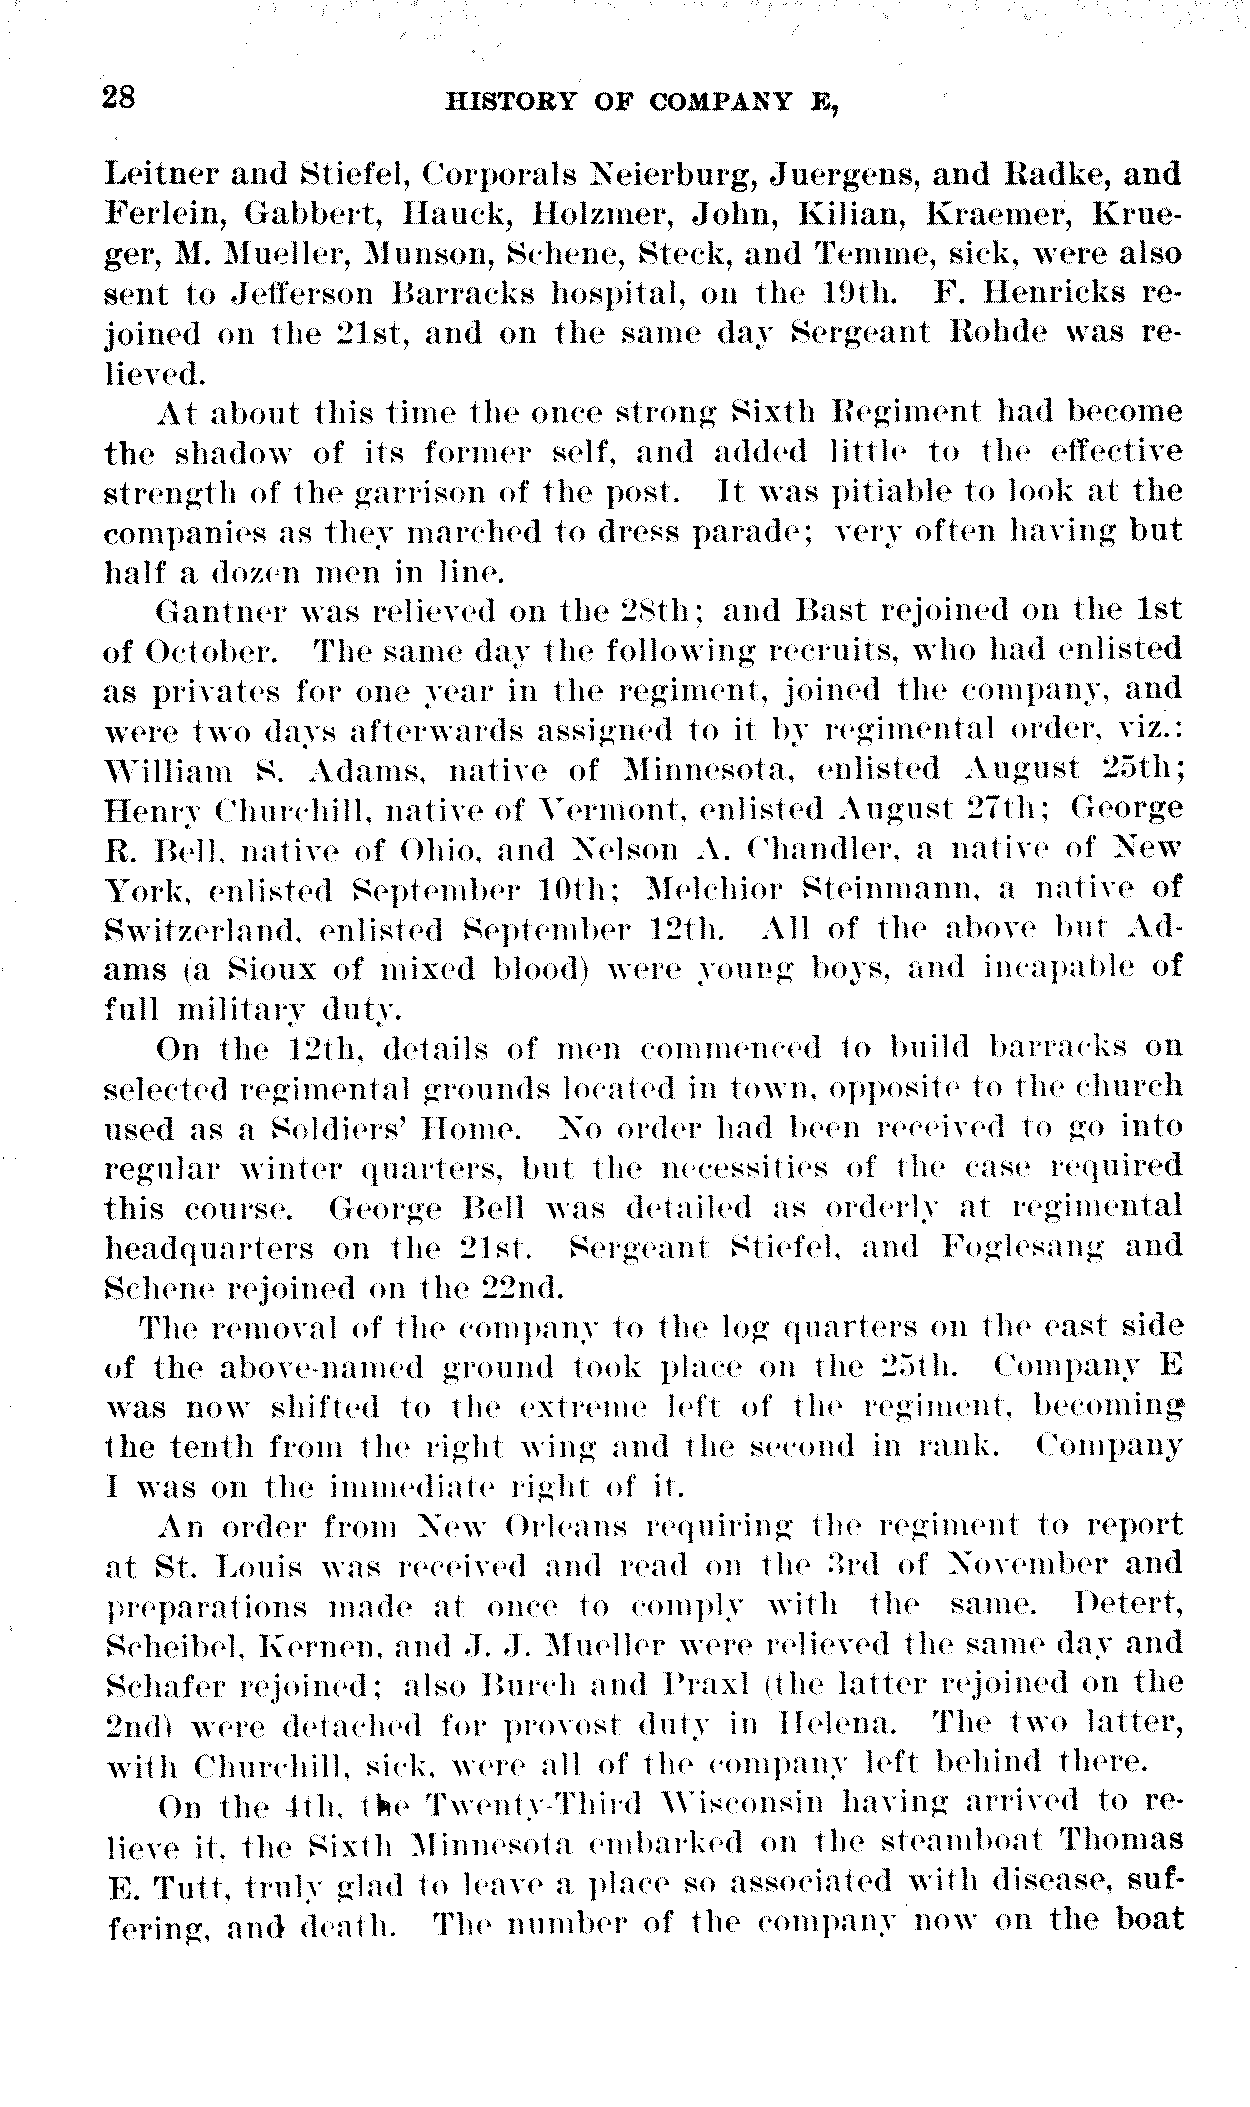 28 HISTORY OF COMPANY E,
Leitner and Stiefel, Corporals Neierburg, Juergens, and Radke, and
Ferlein, Gabbert, Hauck, Holzmer, John, Kilian, Kraemer, Krue-
ger, M. Mueller, Munson, Schene, Steck, and Temme, sick, were also
sent to Jefferson Barracks hospital, on the 19th. F. Henricks re-
joined on the 21st, and on the same day Sergeant Rohde was re-
lieved.
At about this time the once strong Sixth Regiment had become
the shadow of its former self, and added little to the effective
strength of the garrison of the post. It was pitiable to look at the
companies as they marched to dress parade; very often having but
half a dozen men in line.
Gantner was relieved on the 28th; and Bast rejoined on the 1st
of October. The same day the following recruits, who had enlisted
as privates for one year in the regiment, joined the company, and
were two days afterwards assigned to it by regimental order, viz.:
William S. Adams, native of Minnesota, enlisted August 25th;
Henry Churchill, native of Vermont, enlisted August 27th; George
R. Bell, native of Ohio, and Nelson A. Chandler, a native of New
York, enlisted September 10th; Melchior Steinmann, a native of
Switzerland, enlisted September 12th. All of the above but Ad-
ams (a Sioux of mixed blood) were young boys, and incapable of
full military duty.
On the 12th, details of men commenced to build barracks on
selected regimental grounds located in town, opposite to the church
used as a Soldiers' Home. No order had been received to go into
regular winter quarters, but the necessities of the case required
this course. George Bell was detailed as orderly at regimental
headquarters on the 21st. Sergeant Stiefel, and Foglesang and
Schene rejoined on the 22nd.
The removal of the company to the log quarters on the east side
of the above-named ground took place on the 25th. Company E
was now shifted to the extreme left of the regiment, becoming
the tenth from the right wing and the second in rank. Company
I was on the immediate right of it.
An order from New Orleans requiring the regiment to report
at St. Louis was received and read on the 3rd of November and
preparations made at once to comply with the same. Detert,
Scheibel, Kernen, and J. J. Mueller were relieved the same day and
Schafer rejoined; also Burch and Praxl (the latter rejoined on the
2nd) were detached for provost duty in Helena. The two latter,
with Churchill, sick, were all of the company left behind there.
On the 4th, the Twenty-Third Wisconsin having arrived to re-
lieve it, the Sixth Minnesota embarked on the steamboat Thomas
E. Tutt, truly glad to leave a place so associated with disease, suf-
fering, and death. The number of the company now on the boat